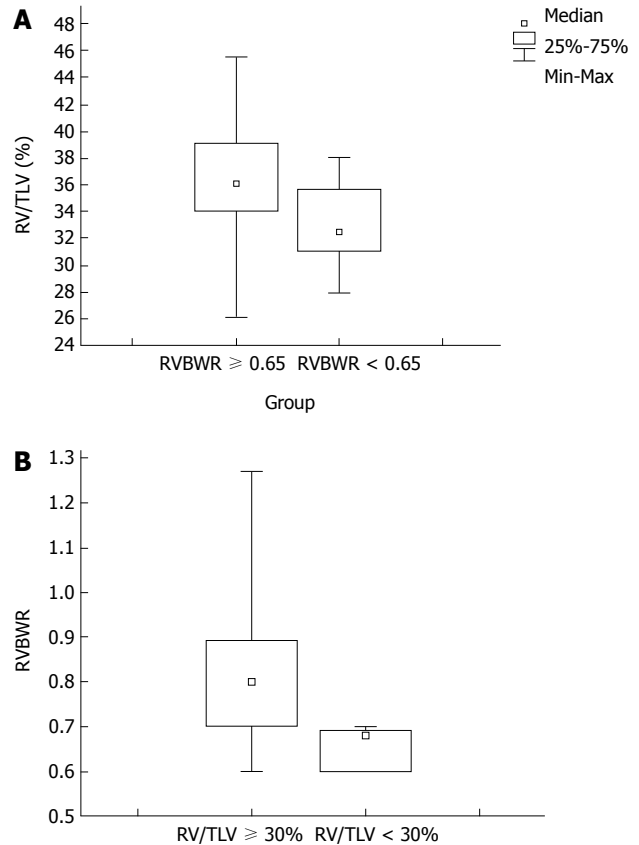 A
Median
25%-75%
Min-Max
48
46
44
42
40
38
36
34
32
30
28
26
24
RV/TLV (%)
RVBWR ⩾ 0.65 RVBWR < 0.65
Group
B
1.3
1.2
1.1
1.0
0.9
0.8
0.7
0.6
0.5
RVBWR
RV/TLV ⩾ 30% RV/TLV < 30%